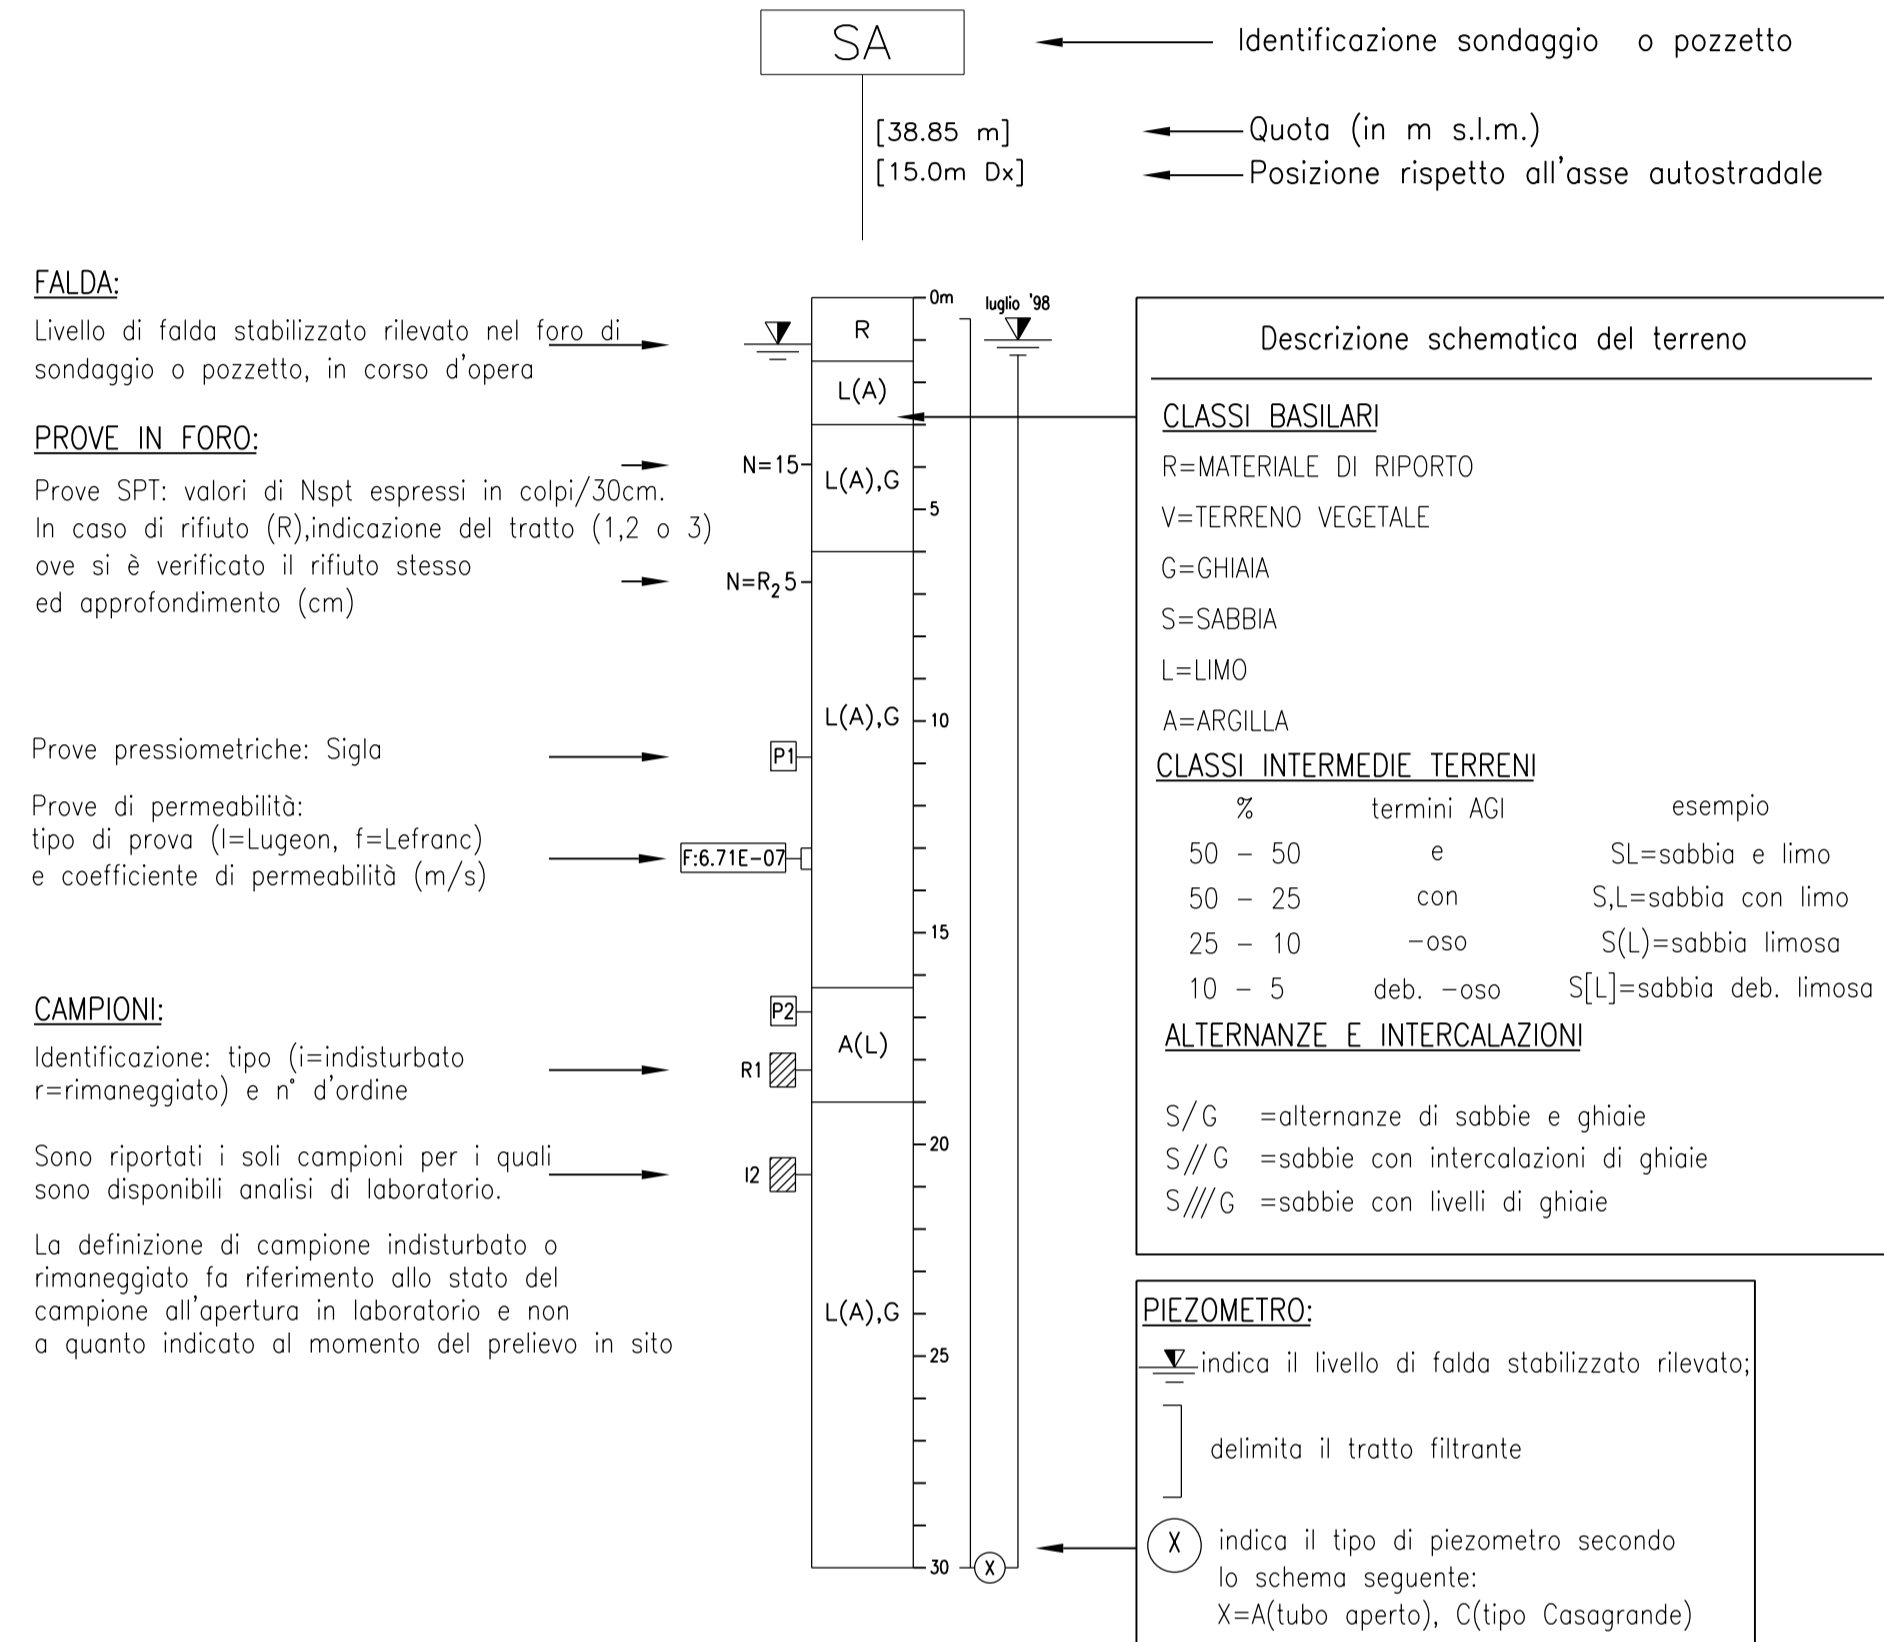 SA
Identificazione sondaggio o pozzetto
[38.85 m]
Quota (in m s.l.m.)
[15.0m Dx]
Posizione rispetto all'asse autostradale
FALDA:
Livello di falda stabilizzato rilevato nel foro di
sondaggio o pozzetto, in corso d'opera
PROVE IN FORO:
Prove SPT: valori di Nspt espressi in colpi/30cm.
In caso di rifiuto (R),indicazione del tratto (1,2 o 3)
ove si è verificato il rifiuto stesso
ed approfondimento (cm)
Prove pressiometriche: Sigla
Prove di permeabilità:
tipo di prova (l=Lugeon, f=Lefranc)
e coefficiente di permeabilità (m/s)
CAMPIONI:
Identificazione: tipo (i=indisturbato
r=rimaneggiato) e n° d'ordine
Sono riportati i soli campioni per i quali
sono disponibili analisi di laboratorio.
La definizione di campione indisturbato o
rimaneggiato fa riferimento allo stato del
campione all'apertura in laboratorio e non
a quanto indicato al momento del prelievo in sito
N=15
N=R₂5
P1
F:6.71E-07
P2
R1
I2
R
L(A)
L(A),G
L(A),G
A(L)
L(A),G
0m
5
10
15
20
25
30
luglio '98
X
Descrizione schematica del terreno
CLASSI BASILARI
R=MATERIALE DI RIPORTO
V=TERRENO VEGETALE
G=GHIAIA
S=SABBIA
L=LIMO
A=ARGILLA
CLASSI INTERMEDIE TERRENI
% termini AGI esempio
50 - 50 e SL=sabbia e limo
50 - 25 con S,L=sabbia con limo
25 - 10 -oso S(L)=sabbia limosa
10 - 5 deb. -oso S[L]=sabbia deb. limosa
ALTERNANZE E INTERCALAZIONI
S/G =alternanze di sabbie e ghiaie
S//G =sabbie con intercalazioni di ghiaie
S///G =sabbie con livelli di ghiaie
PIEZOMETRO:
indica il livello di falda stabilizzato rilevato;
delimita il tratto filtrante
X indica il tipo di piezometro secondo
lo schema seguente:
X=A(tubo aperto), C(tipo Casagrande)